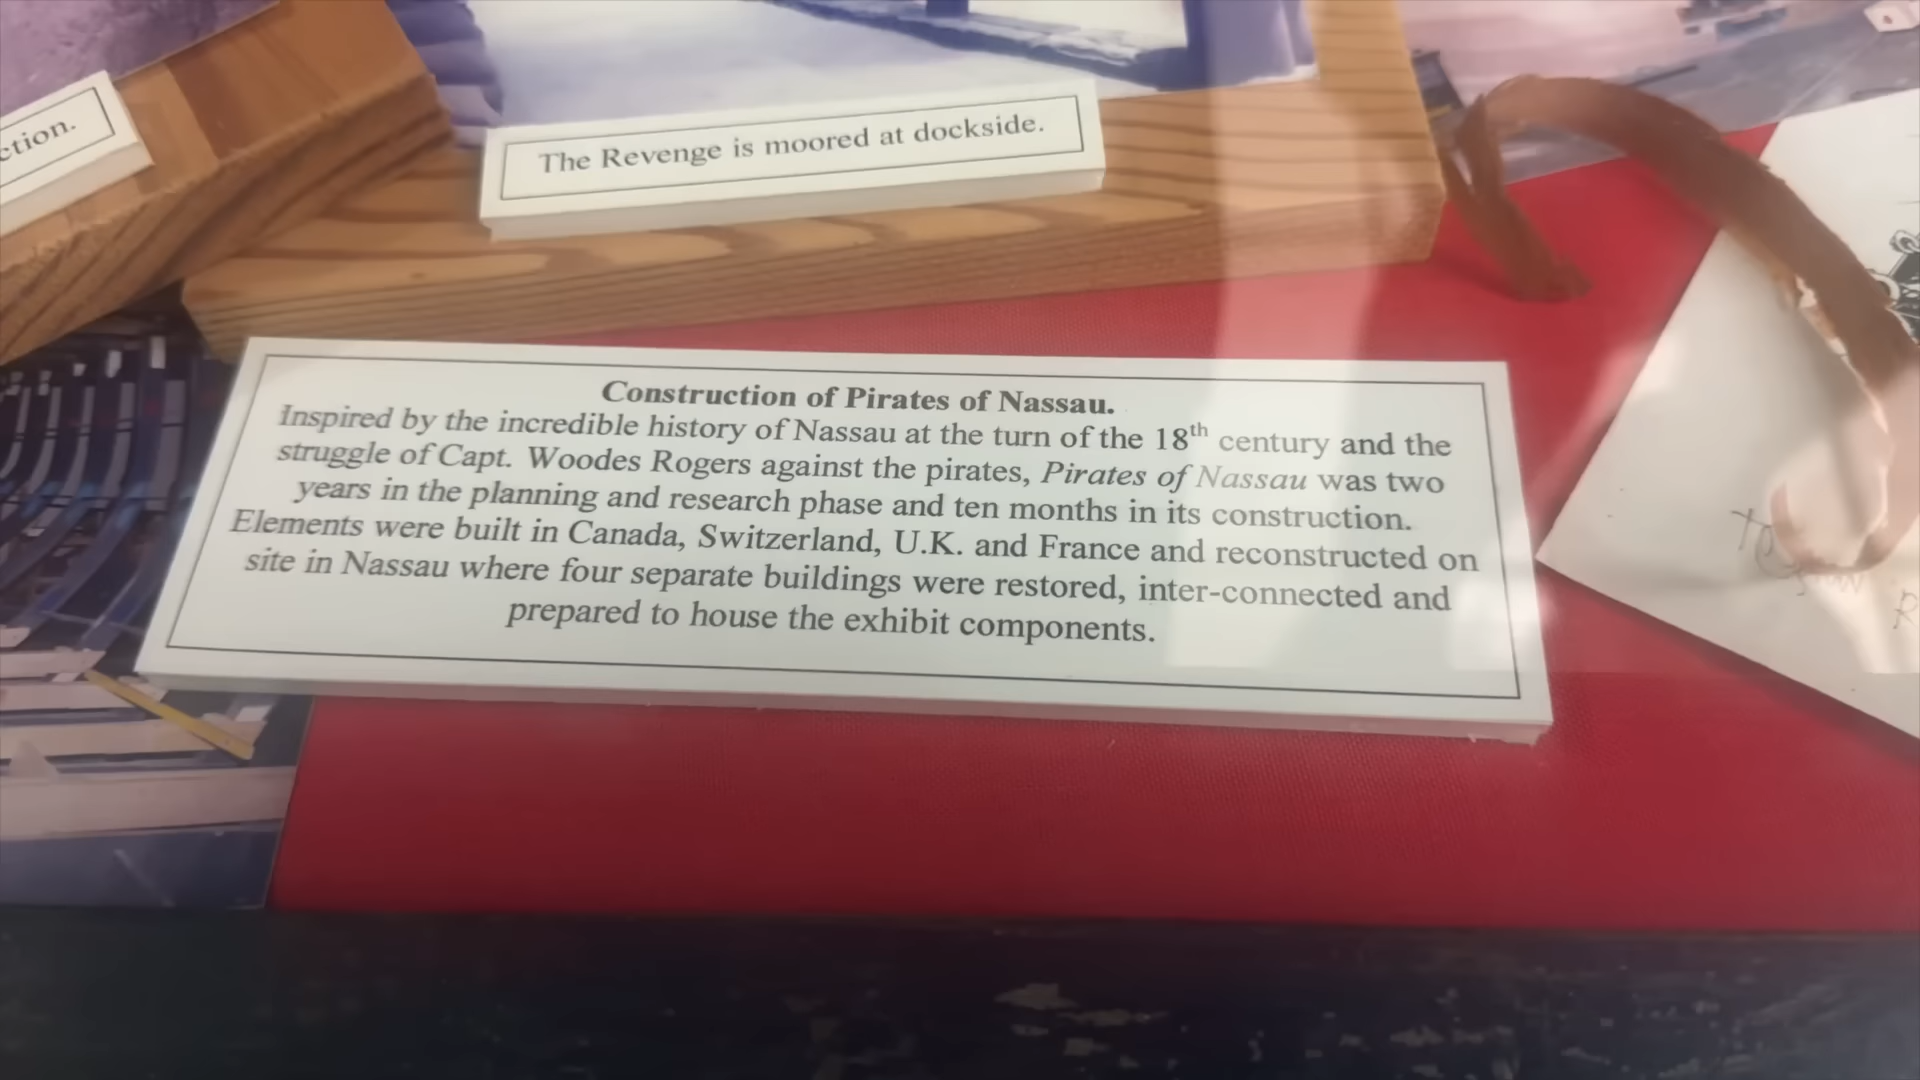 ction.
The Revenge is moored at dockside.
Construction of Pirates of Nassau.
Inspired by the incredible history of Nassau at the turn of the 18th century and the
struggle of Capt. Woodes Rogers against the pirates, Pirates of Nassau was two
years in the planning and research phase and ten months in its construction.
Elements were built in Canada, Switzerland, U.K. and France and reconstructed on
site in Nassau where four separate buildings were restored, inter-connected and
prepared to house the exhibit components.